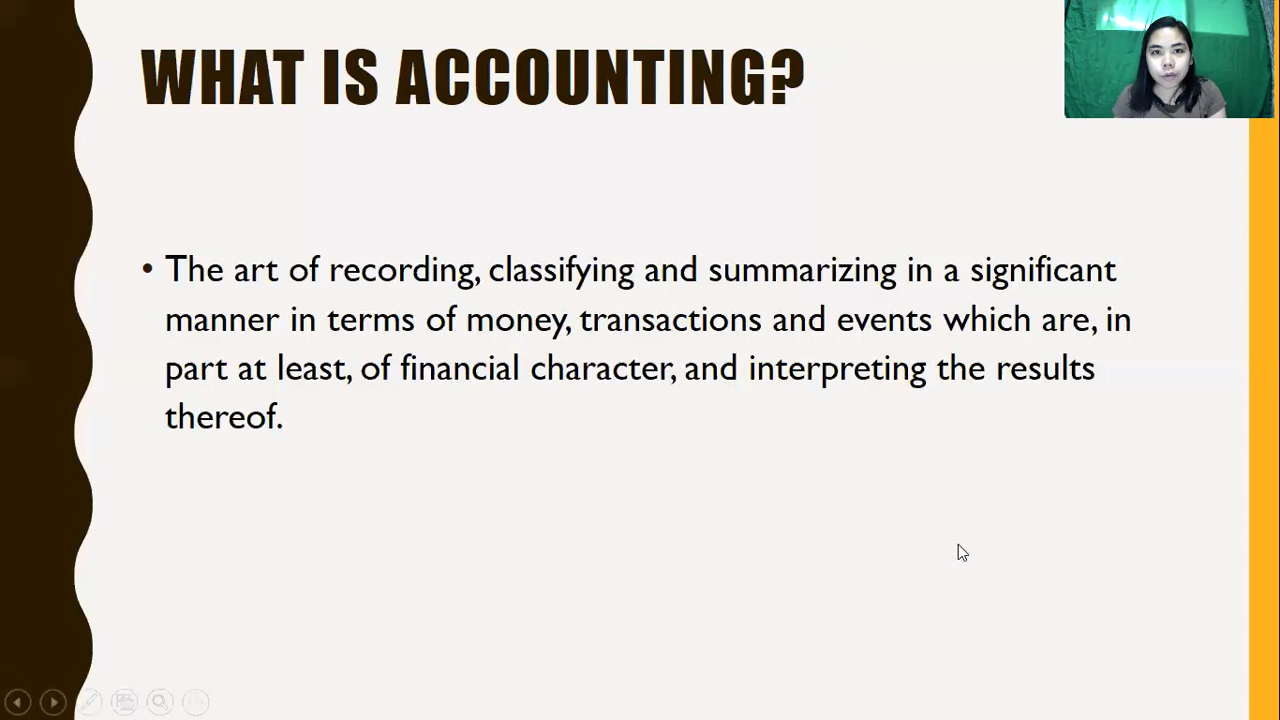 WHAT IS ACCOUNTING?
• The art of recording, classifying and summarizing in a significant
manner in terms of money, transactions and events which are, in
part at least, of financial character, and interpreting the results
thereof.